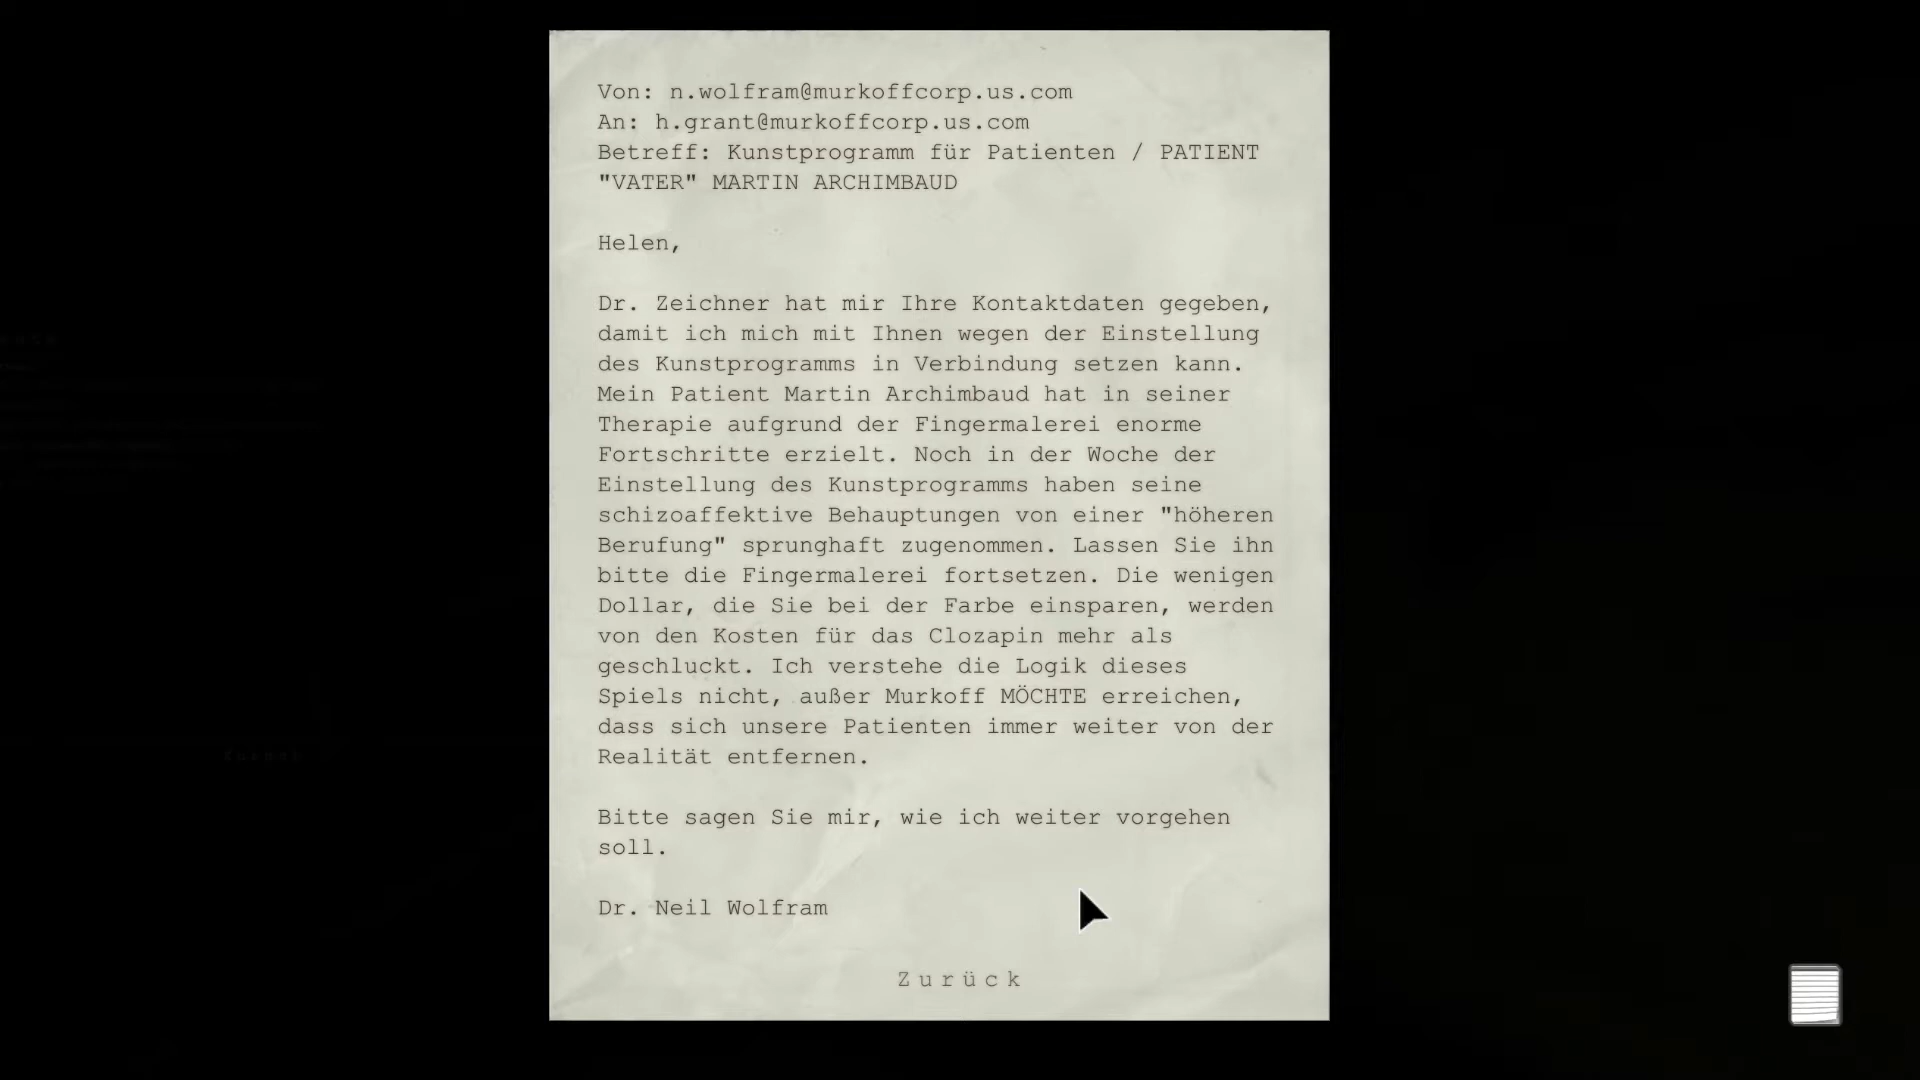 Von: n.wolfram@murkoffcorp.us.com
An: h.grant@murkoffcorp.us.com
Betreff: Kunstprogramm für Patienten / PATIENT
"VATER" MARTIN ARCHIMBAUD
Helen,
Dr. Zeichner hat mir Ihre Kontaktdaten gegeben,
damit ich mich mit Ihnen wegen der Einstellung
des Kunstprogramms in Verbindung setzen kann.
Mein Patient Martin Archimbaud hat in seiner
Therapie aufgrund der Fingermalerei enorme
Fortschritte erzielt. Noch in der Woche der
Einstellung des Kunstprogramms haben seine
schizoaffektive Behauptungen von einer "höheren
Berufung" sprunghaft zugenommen. Lassen Sie ihn
bitte die Fingermalerei fortsetzen. Die wenigen
Dollar, die Sie bei der Farbe einsparen, werden
von den Kosten für das Clozapin mehr als
geschluckt. Ich verstehe die Logik dieses
Spiels nicht, außer Murkoff MÖCHTE erreichen,
dass sich unsere Patienten immer weiter von der
Realität entfernen.
Bitte sagen Sie mir, wie ich weiter vorgehen
soll.
Dr. Neil Wolfram
Zurück